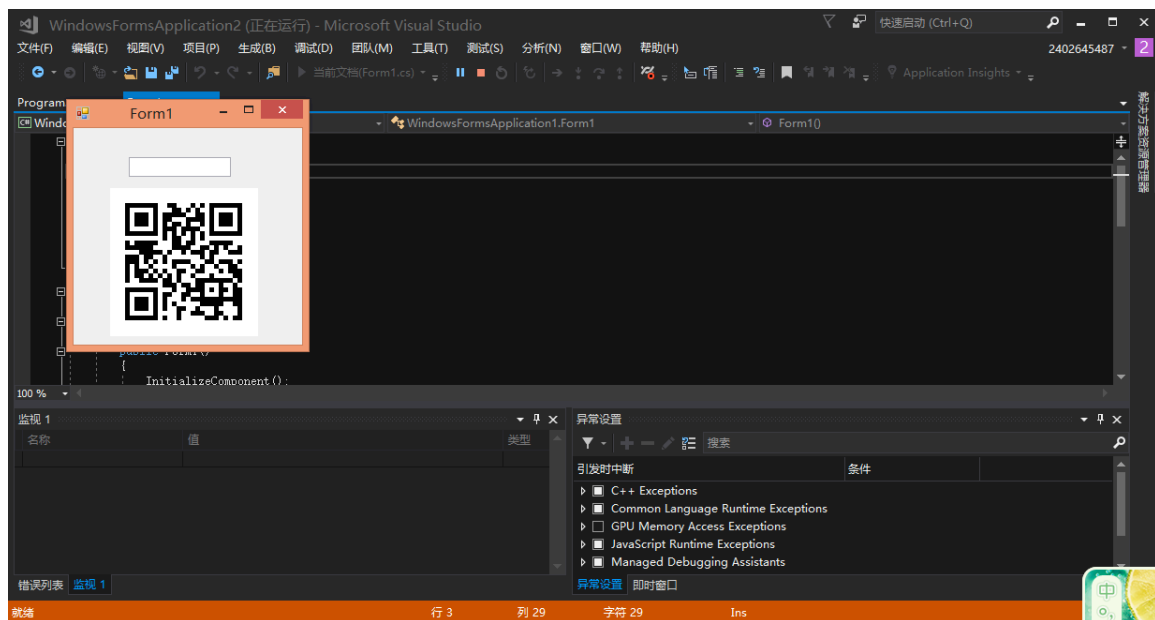 WindowsFormsApplication2 (正在运行) - Microsoft Visual Studio
快速启动 (Ctrl+Q)
文件(F) 编辑(E) 视图(V) 项目(P) 生成(B) 调试(D) 团队(M) 工具(T) 测试(S) 分析(N) 窗口(W) 帮助(H)
2402645487
2
当前文档(Form1.cs)
Application Insights
Program
Form1
Windo
WindowsFormsApplication1.Form1
Form1()
解决方案资源管理器
public Form1()
{
InitializeComponent();
100 %
监视 1
名称 值 类型
异常设置
搜索
引发时中断 条件
C++ Exceptions
Common Language Runtime Exceptions
GPU Memory Access Exceptions
JavaScript Runtime Exceptions
Managed Debugging Assistants
错误列表 监视 1
异常设置 即时窗口
就绪 行 3 列 29 字符 29 Ins
中